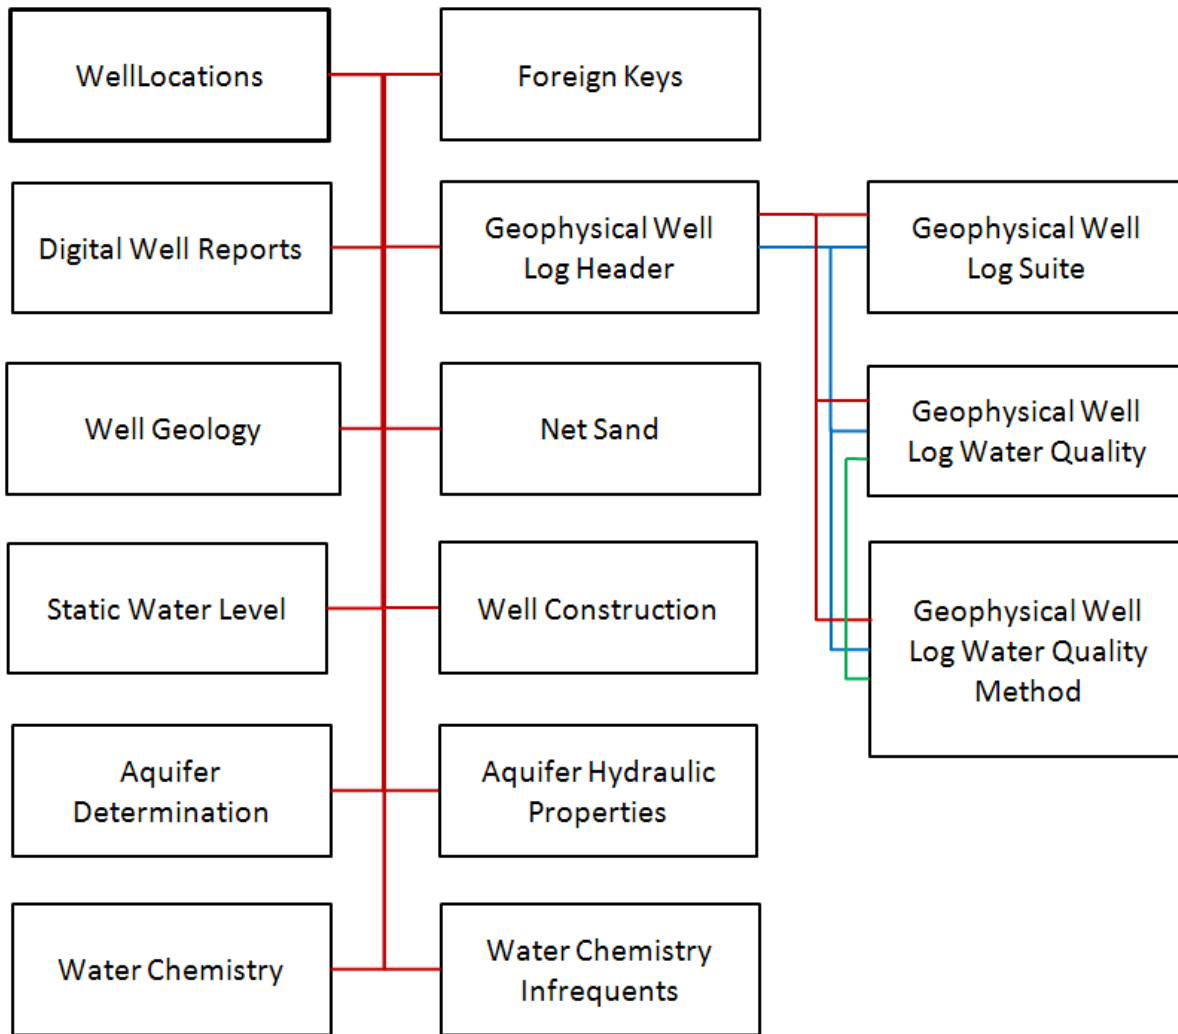 WellLocations
Foreign Keys
Digital Well Reports
Geophysical Well
Log Header
Geophysical Well
Log Suite
Well Geology
Net Sand
Geophysical Well
Log Water Quality
Static Water Level
Well Construction
Geophysical Well
Log Water Quality
Method
Aquifer
Determination
Aquifer Hydraulic
Properties
Water Chemistry
Water Chemistry
Infrequents